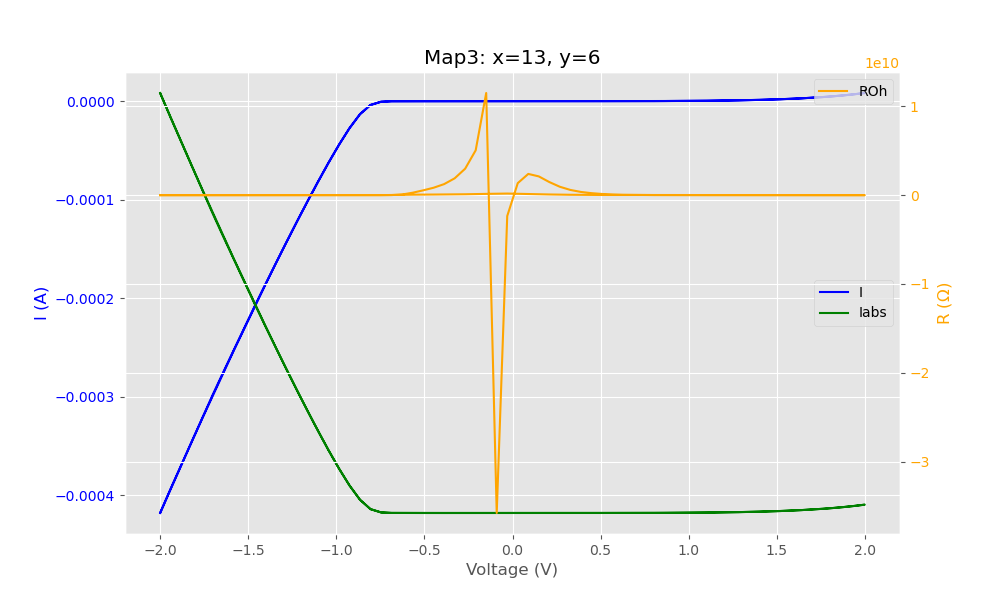 Map3: x=13, y=6
1e10
ROh
0.0000
−0.0001
−0.0002
−0.0003
−0.0004
I (A)
1
0
−1
−2
−3
R (Ω)
I
Iabs
−2.0 −1.5 −1.0 −0.5 0.0 0.5 1.0 1.5 2.0
Voltage (V)